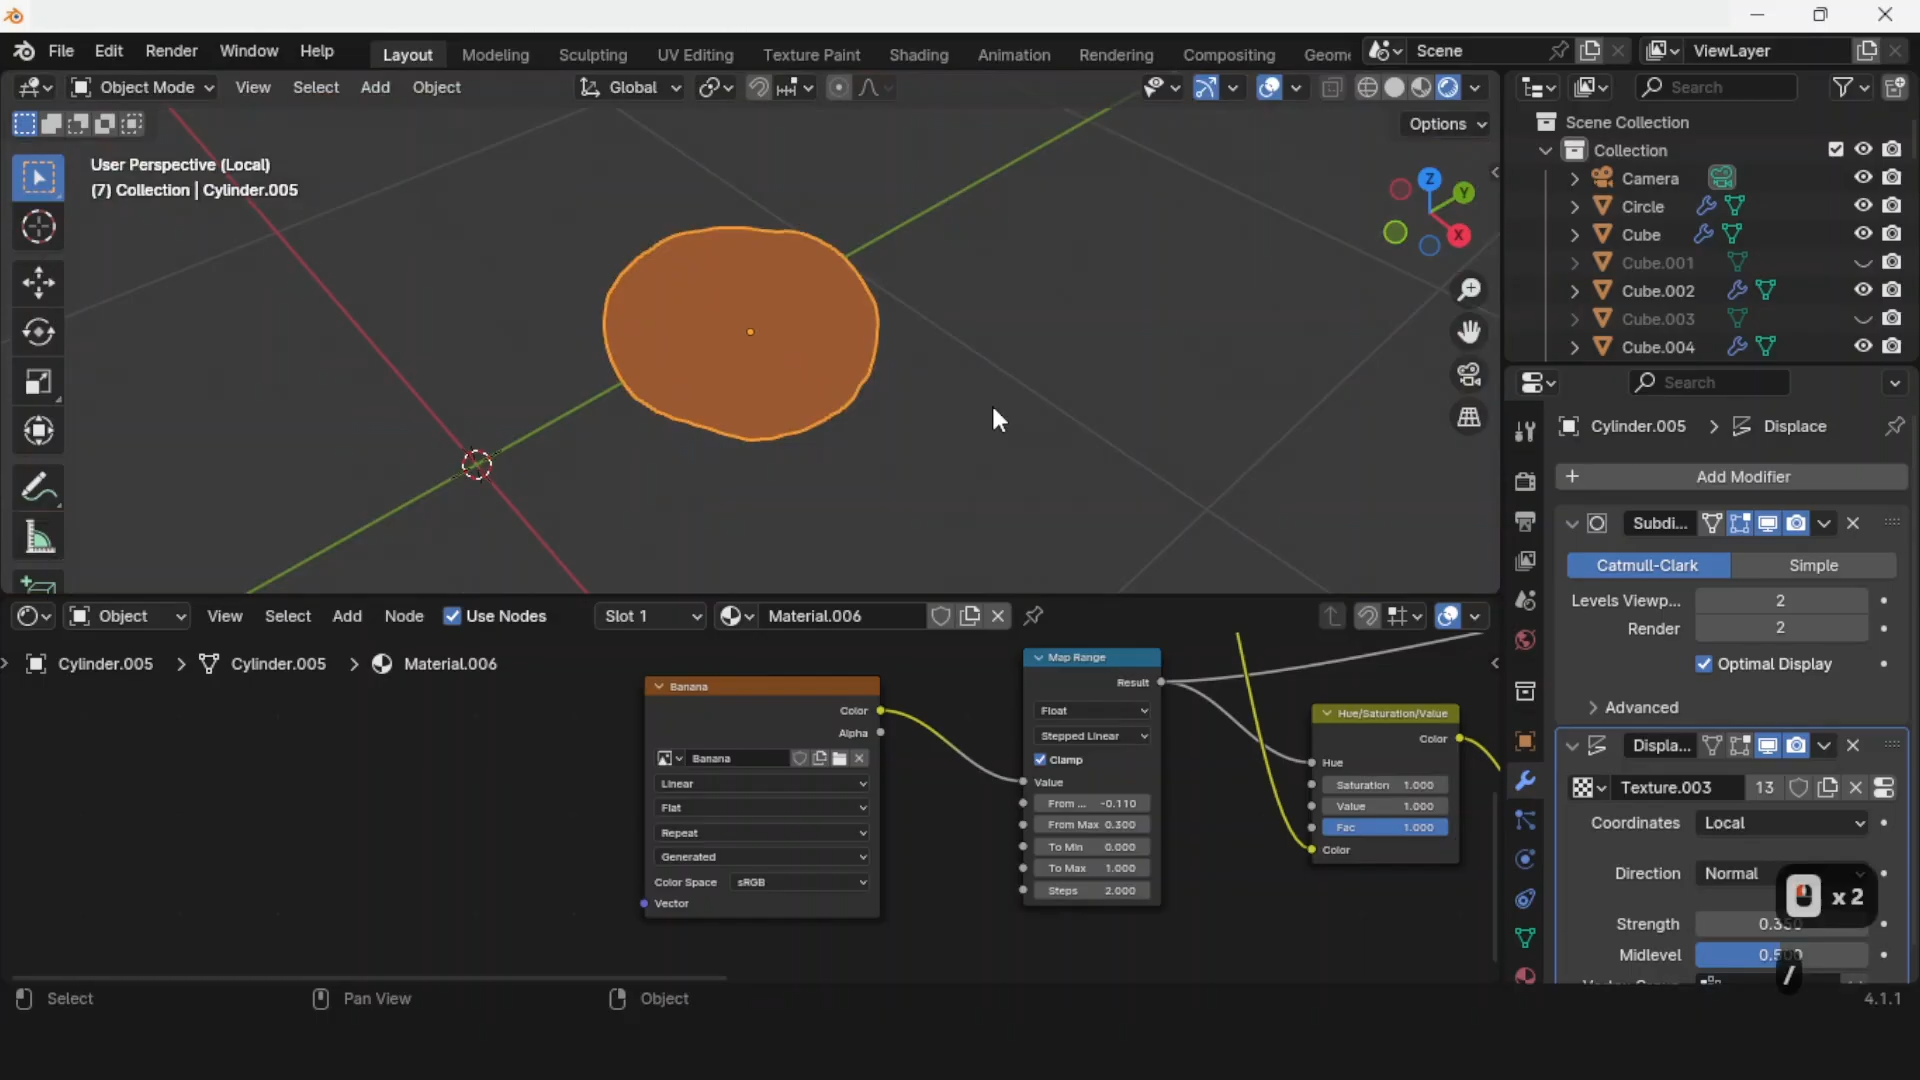 File Edit Render Window Help Layout Modeling Sculpting UV Editing Texture Paint Shading Animation Rendering Compositing Geome Scene ViewLayer
Object Mode View Select Add Object Global Search
Options
User Perspective (Local)
(7) Collection | Cylinder.005
Z
Y
X
Scene Collection
Collection
Camera
Circle
Cube
Cube.001
Cube.002
Cube.003
Cube.004
Search
Cylinder.005 > Displace
+ Add Modifier
Subdi...
Catmull-Clark Simple
Levels Viewp... 2
Render 2
Optimal Display
Advanced
Displa...
Texture.003 13
Coordinates Local
Direction Normal
x 2
Strength
Midlevel
/
Object View Select Add Node Use Nodes Slot 1 Material.006
Cylinder.005 > Cylinder.005 > Material.006
Banana
Color
Alpha
Banana
Linear
Flat
Repeat
Generated
Color Space sRGB
Vector
Map Range
Result
Float
Stepped Linear
Clamp
Value
From ... -0.110
From Max 0.300
To Min 0.000
To Max 1.000
Steps 2.000
Hue/Saturation/Value
Color
Hue
Saturation 1.000
Value 1.000
Fac 1.000
Color
Select Pan View Object 4.1.1